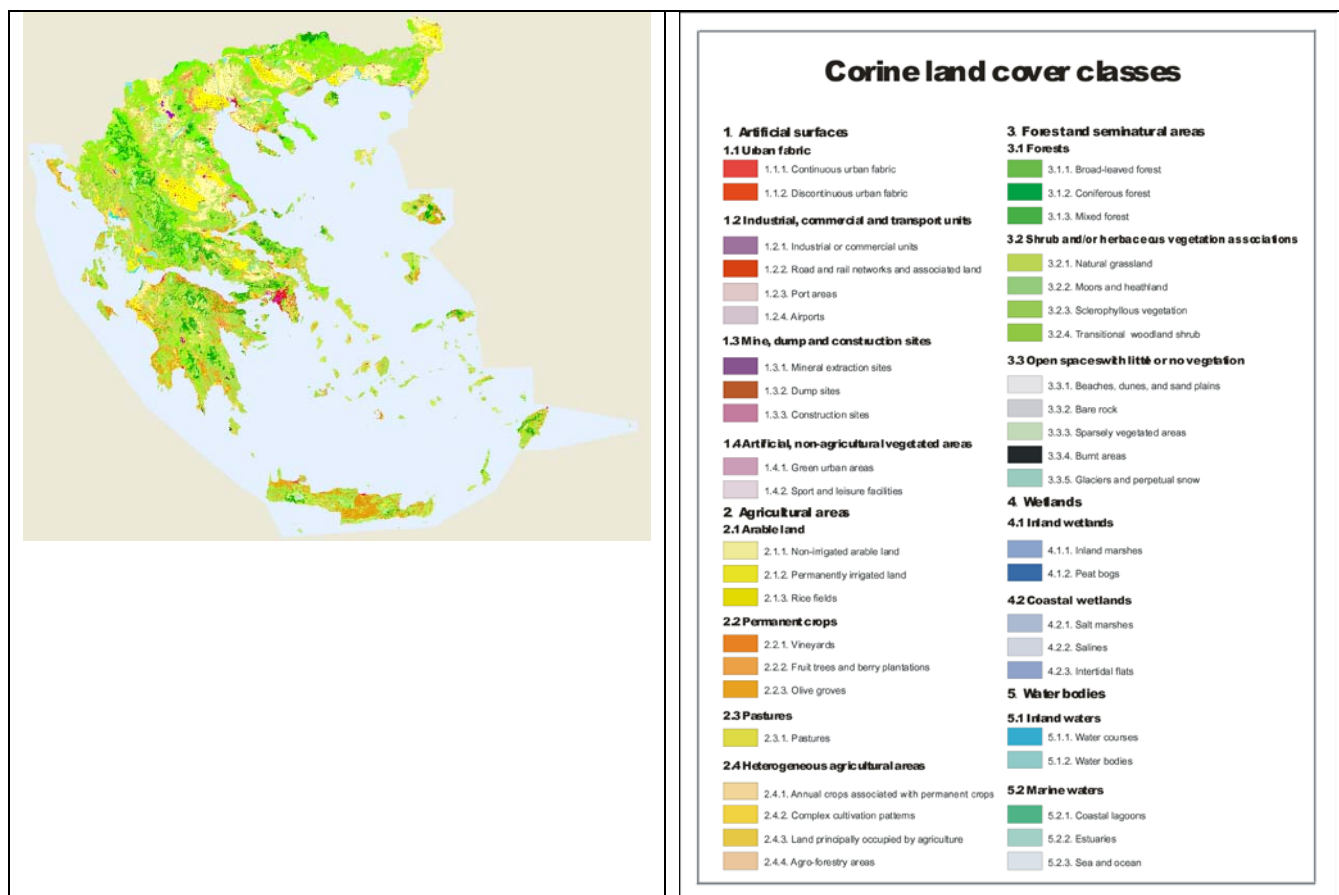 Corine land cover classes
1. Artificial surfaces
1.1 Urban fabric
1.1.1. Continuous urban fabric
1.1.2. Discontinuous urban fabric
1.2 Industrial, commercial and transport units
1.2.1. Industrial or commercial units
1.2.2. Road and rail networks and associated land
1.2.3. Port areas
1.2.4. Airports
1.3 Mine, dump and construction sites
1.3.1. Mineral extraction sites
1.3.2. Dump sites
1.3.3. Construction sites
1.4 Artificial, non-agricultural vegetated areas
1.4.1. Green urban areas
1.4.2. Sport and leisure facilities
2. Agricultural areas
2.1 Arable land
2.1.1. Non-irrigated arable land
2.1.2. Permanently irrigated land
2.1.3. Rice fields
2.2 Permanent crops
2.2.1. Vineyards
2.2.2. Fruit trees and berry plantations
2.2.3. Olive groves
2.3 Pastures
2.3.1. Pastures
2.4 Heterogeneous agricultural areas
2.4.1. Annual crops associated with permanent crops
2.4.2. Complex cultivation patterns
2.4.3. Land principally occupied by agriculture
2.4.4. Agro-forestry areas
3. Forest and seminatural areas
3.1 Forests
3.1.1. Broad-leaved forest
3.1.2. Coniferous forest
3.1.3. Mixed forest
3.2 Shrub and/or herbaceous vegetation associations
3.2.1. Natural grassland
3.2.2. Moors and heathland
3.2.3. Sclerophyllous vegetation
3.2.4. Transitional woodland shrub
3.3 Open spaces with little or no vegetation
3.3.1. Beaches, dunes, and sand plains
3.3.2. Bare rock
3.3.3. Sparsely vegetated areas
3.3.4. Burnt areas
3.3.5. Glaciers and perpetual snow
4. Wetlands
4.1 Inland wetlands
4.1.1. Inland marshes
4.1.2. Peat bogs
4.2 Coastal wetlands
4.2.1. Salt marshes
4.2.2. Salines
4.2.3. Intertidal flats
5. Water bodies
5.1 Inland waters
5.1.1. Water courses
5.1.2. Water bodies
5.2 Marine waters
5.2.1. Coastal lagoons
5.2.2. Estuaries
5.2.3. Sea and ocean